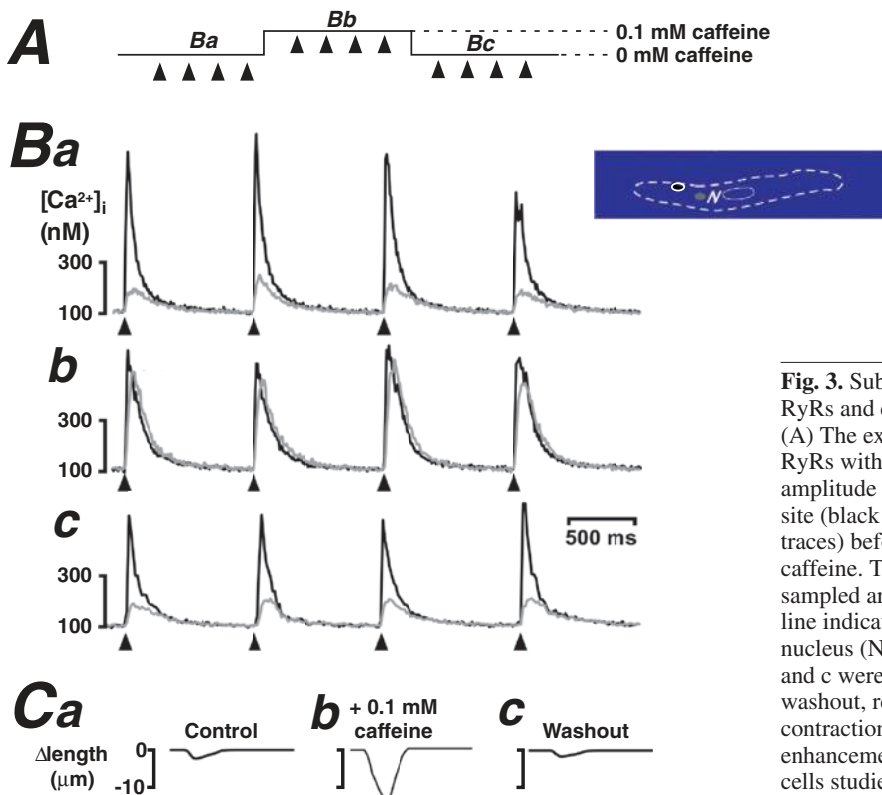 A
Ba
Bb
Bc
0.1 mM caffeine
0 mM caffeine
Ba
[Ca²⁺]i
(nM)
300
100
N
b
300
100
c
300
100
500 ms
Ca
Control
b
+ 0.1 mM
caffeine
c
Washout
Δlength
(μm)
0
-10
Fig. 3. Sub
RyRs and
(A) The ex
RyRs with
amplitude
site (black
traces) bef
caffeine. T
sampled an
line indica
nucleus (N
and c were
washout, r
contraction
enhanceme
cells studie